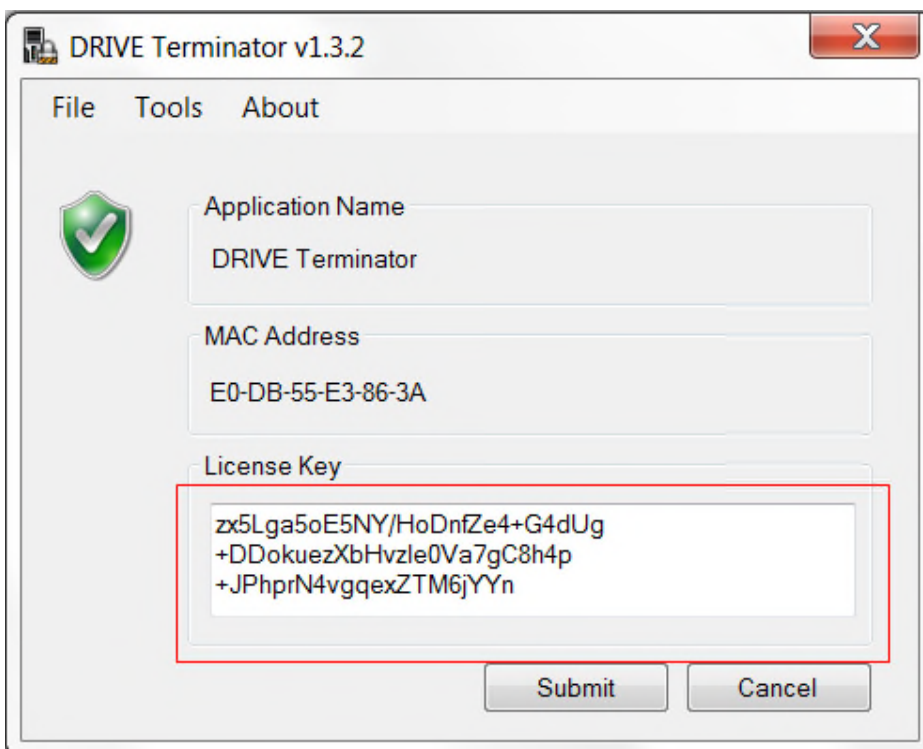 DRIVE Terminator v1.3.2
File Tools About
Application Name
DRIVE Terminator
MAC Address
E0-DB-55-E3-86-3A
License Key
zx5Lga5oE5NY/HoDnfZe4+G4dUg
+DDokuezXbHvzle0Va7gC8h4p
+JPhprN4vgqexZTM6jYYn
Submit Cancel